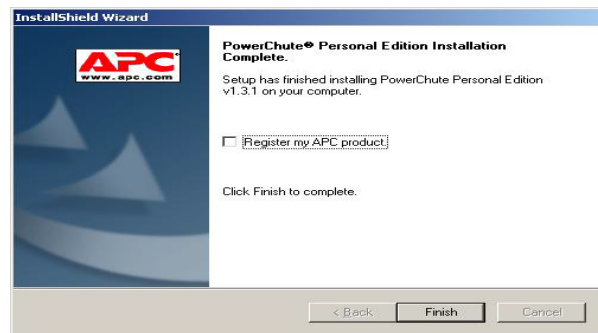 InstallShield Wizard
APC
www.apc.com
PowerChute® Personal Edition Installation
Complete.
Setup has finished installing PowerChute Personal Edition
v1.3.1 on your computer.
Register my APC product.
Click Finish to complete.
< Back
Finish
Cancel